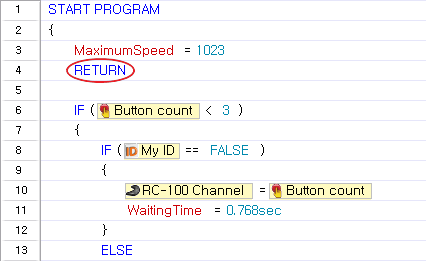 1 START PROGRAM
2 {
3 MaximumSpeed = 1023
4 RETURN
5
6 IF ( Button count < 3 )
7 {
8 IF ( ID My ID == FALSE )
9 {
10 RC-100 Channel = Button count
11 WaitingTime = 0.768sec
12 }
13 ELSE